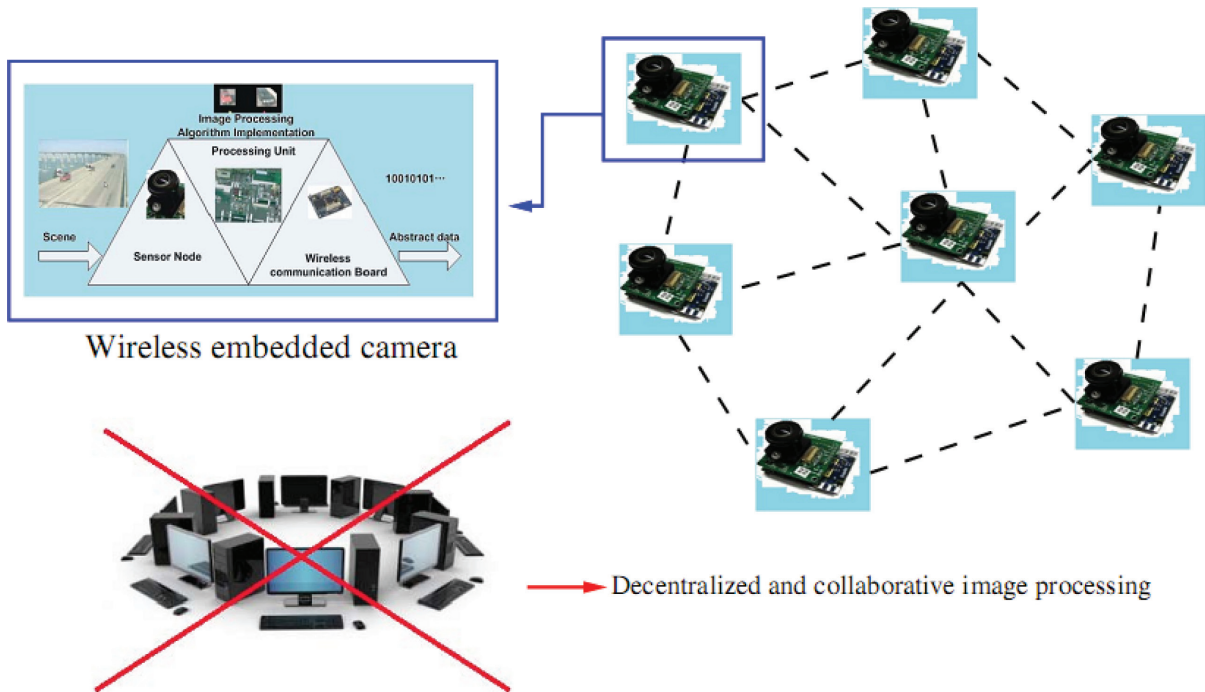 Image Processing
Algorithm Implementation
Processing Unit
10010101···
Scene
Abstract data
Sensor Node
Wireless
communication Board
Wireless embedded camera
Decentralized and collaborative image processing